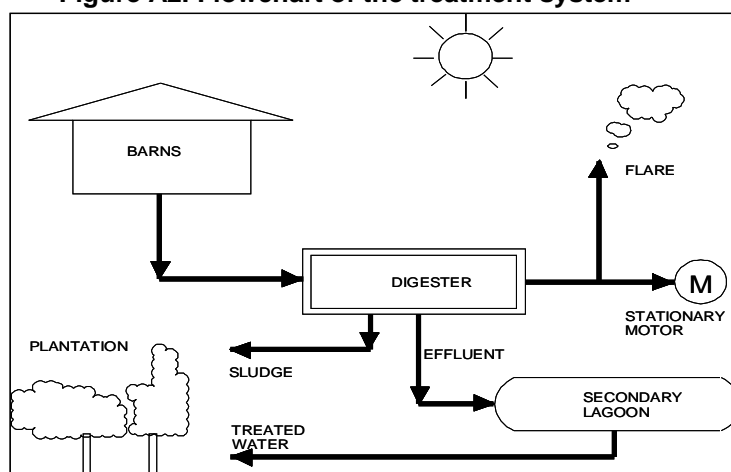 Figure A2. Flowchart of the treatment system
BARNS
FLARE
DIGESTER
M
STATIONARY
MOTOR
PLANTATION
SLUDGE
EFFLUENT
SECONDARY
LAGOON
TREATED
WATER